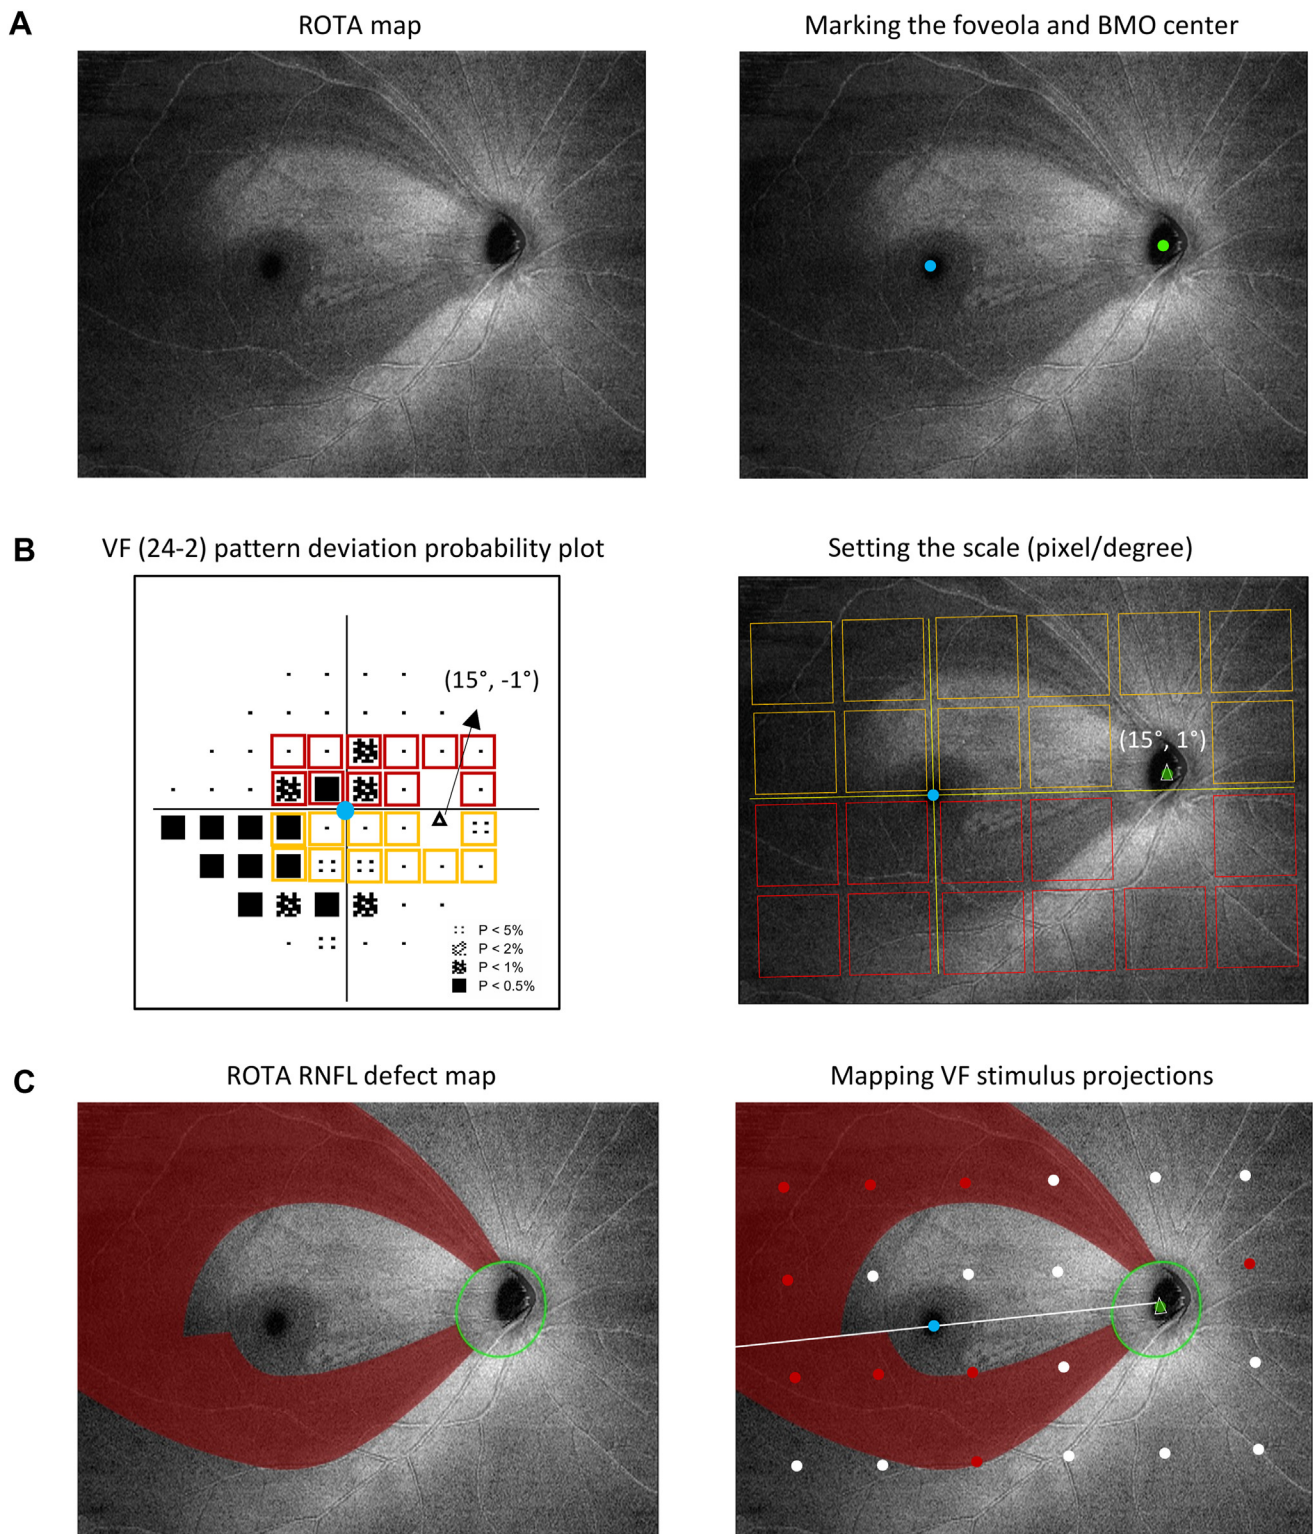 A
ROTA map
Marking the foveola and BMO center
B
VF (24-2) pattern deviation probability plot
Setting the scale (pixel/degree)
(15°, -1°)
(15°, 1°)
P < 5%
P < 2%
P < 1%
P < 0.5%
C
ROTA RNFL defect map
Mapping VF stimulus projections